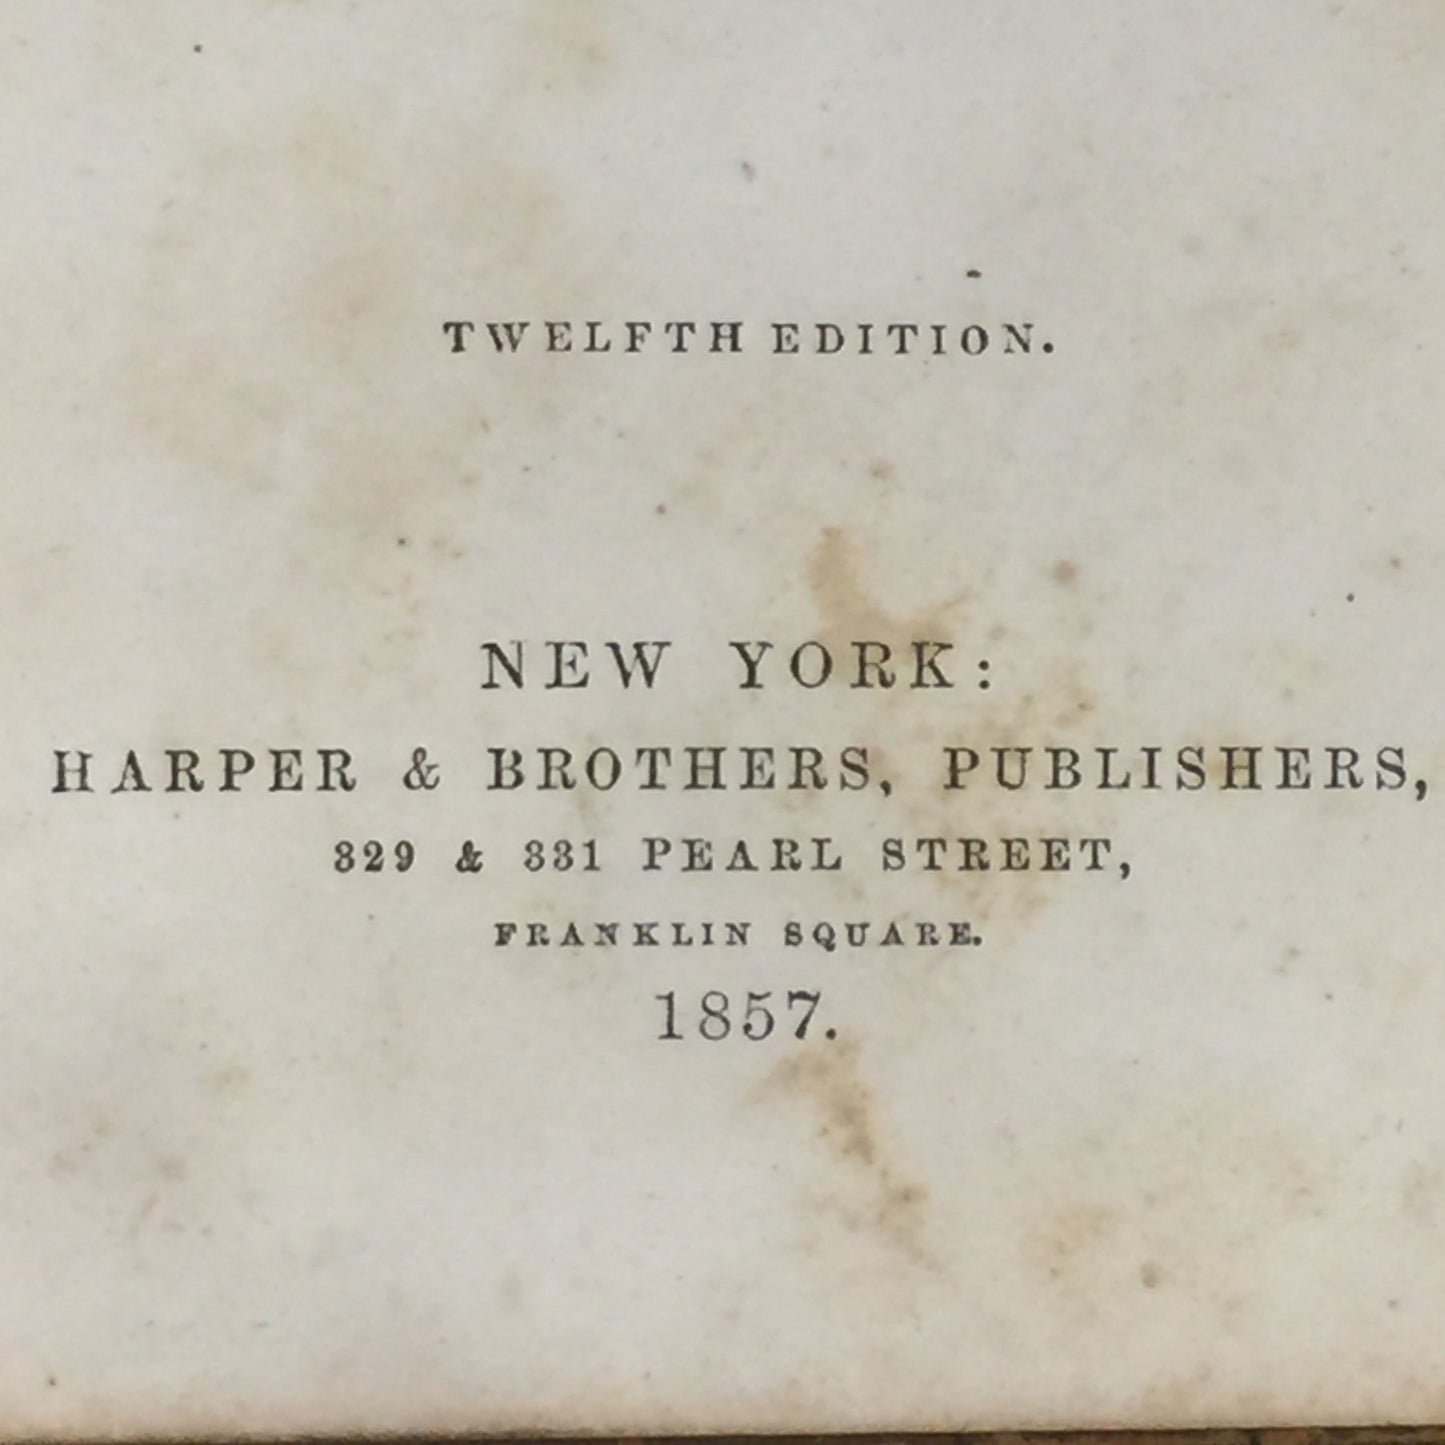 TWELFTH EDITION.
NEW YORK:
HARPER & BROTHERS, PUBLISHERS,
329 & 331 PEARL STREET,
FRANKLIN SQUARE.
1857.